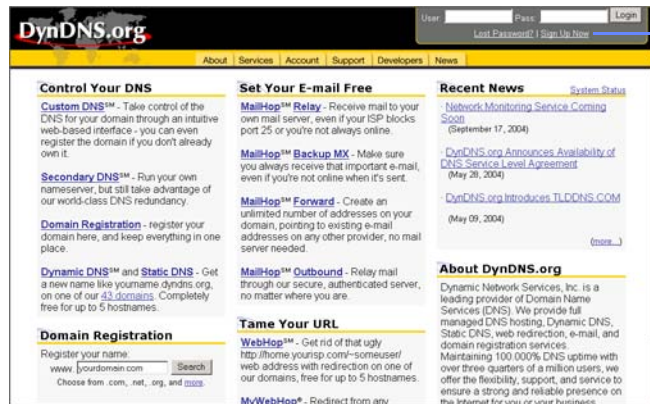 DynDNS.org
User: Pass: Login
Lost Password? | Sign Up Now
About Services Account Support Developers News
Control Your DNS
Custom DNS℠ - Take control of the
DNS for your domain through an intuitive
web-based interface - you can even
register the domain if you don't already
own it.
Secondary DNS℠ - Run your own
nameserver, but still take advantage of
our world-class DNS redundancy.
Domain Registration - register your
domain here, and keep everything in one
place.
Dynamic DNS℠ and Static DNS - Get
a new name like yourname.dyndns.org,
on one of our 43 domains. Completely
free for up to 5 hostnames.
Domain Registration
Register your name:
www. yourdomain.com Search
Choose from .com, .net, .org, and more.
Set Your E-mail Free
MailHop℠ Relay - Receive mail to your
own mail server, even if your ISP blocks
port 25 or you're not always online.
MailHop℠ Backup MX - Make sure
you always receive that important e-mail,
even if you're not online when it's sent.
MailHop℠ Forward - Create an
unlimited number of addresses on your
domain, pointing to existing e-mail
addresses on any other provider, no mail
server needed.
MailHop℠ Outbound - Relay mail
through our secure, authenticated server,
no matter where you are.
Tame Your URL
WebHop℠ - Get rid of that ugly
http://home.yourisp.com/~someuser/
web address with redirection on one of
our domains, free for up to 5 hostnames.
MyWebHop® - Redirect from any
Recent News System Status
· Network Monitoring Service Coming
Soon
(September 17, 2004)
· DynDNS.org Announces Availability of
DNS Service Level Agreement
(May 28, 2004)
· DynDNS.org Introduces TLDDNS.COM
(May 09, 2004)
(more...)
About DynDNS.org
Dynamic Network Services, Inc. is a
leading provider of Domain Name
Services (DNS). We provide full
managed DNS hosting, Dynamic DNS,
Static DNS, web redirection, e-mail, and
domain registration services.
Maintaining 100.000% DNS uptime with
over three quarters of a million users, we
offer the flexibility, support, and service to
ensure a strong and reliable presence on
the Internet for you or your business.